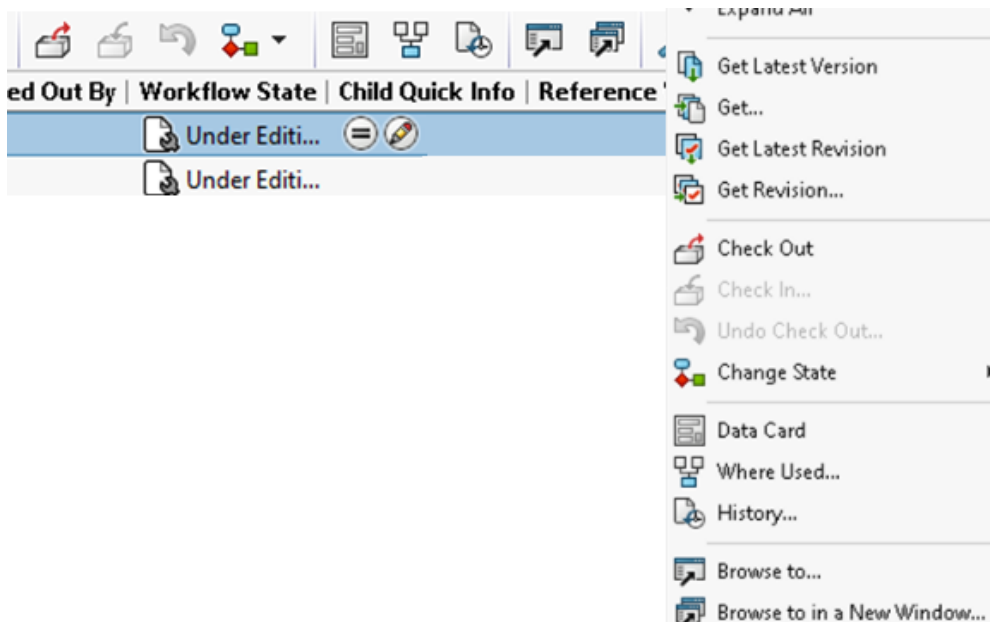 Expand All
ed Out By | Workflow State | Child Quick Info | Reference
Under Editi...
Under Editi...
Get Latest Version
Get...
Get Latest Revision
Get Revision...
Check Out
Check In...
Undo Check Out...
Change State
Data Card
Where Used...
History...
Browse to...
Browse to in a New Window...